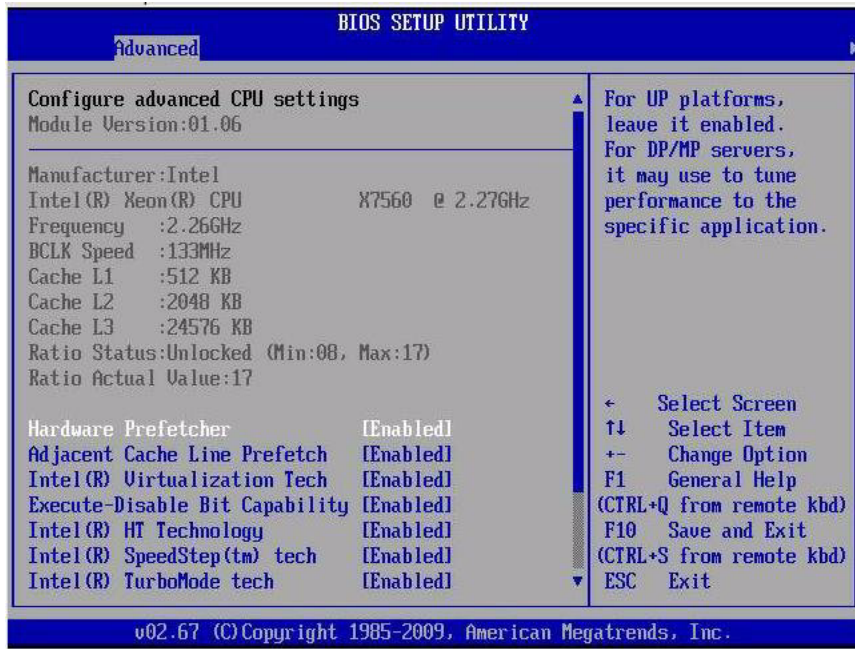 BIOS SETUP UTILITY
Advanced
Configure advanced CPU settings
Module Version:01.06
Manufacturer:Intel
Intel(R) Xeon(R) CPU X7560 @ 2.27GHz
Frequency :2.26GHz
BCLK Speed :133MHz
Cache L1 :512 KB
Cache L2 :2048 KB
Cache L3 :24576 KB
Ratio Status:Unlocked (Min:08, Max:17)
Ratio Actual Value:17
Hardware Prefetcher [Enabled]
Adjacent Cache Line Prefetch [Enabled]
Intel(R) Virtualization Tech [Enabled]
Execute-Disable Bit Capability [Enabled]
Intel(R) HT Technology [Enabled]
Intel(R) SpeedStep(tm) tech [Enabled]
Intel(R) TurboMode tech [Enabled]
For UP platforms,
leave it enabled.
For DP/MP servers,
it may use to tune
performance to the
specific application.
← Select Screen
↑↓ Select Item
+- Change Option
F1 General Help
(CTRL+Q from remote kbd)
F10 Save and Exit
(CTRL+S from remote kbd)
ESC Exit
v02.67 (C)Copyright 1985-2009, American Megatrends, Inc.